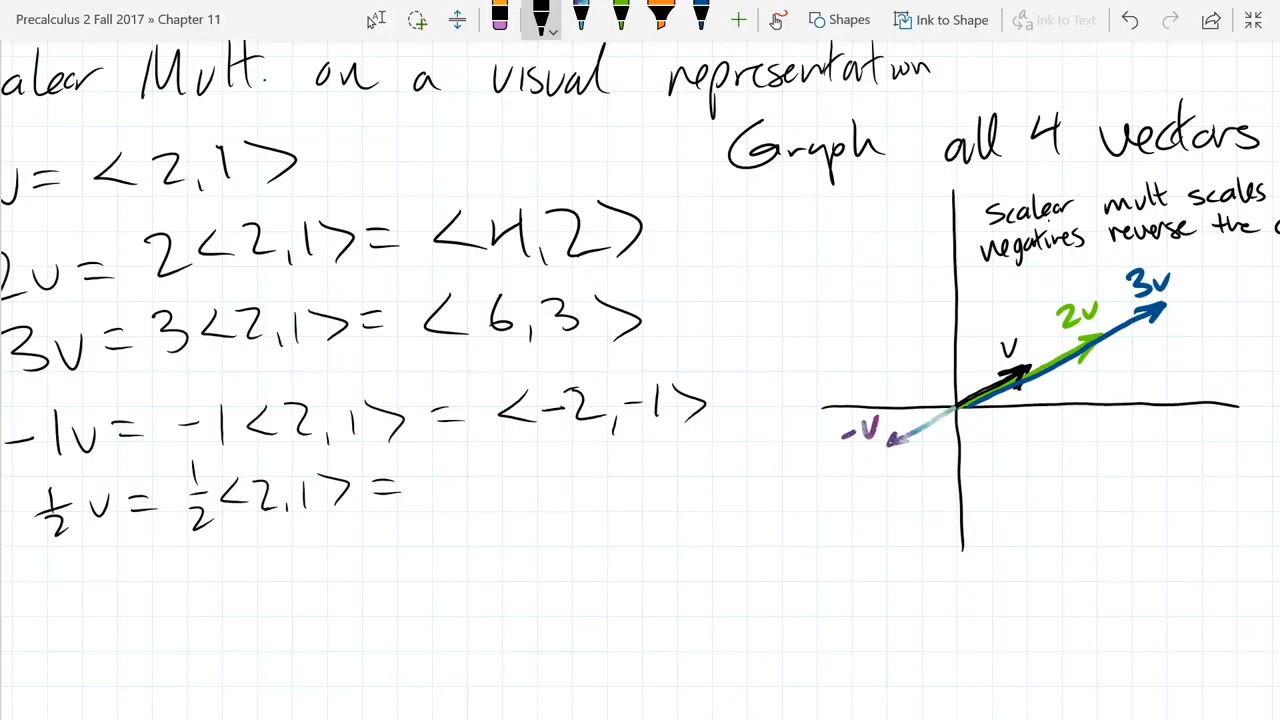 Precalculus 2 Fall 2017 » Chapter 11
Shapes
Ink to Shape
Ink to Text
alear Mult. on a visual representation
Graph all 4 vectors
v = <2,1>
2v = 2<2,1> = <4,2>
3v = 3<2,1> = <6,3>
-1v = -1<2,1> = <-2,-1>
1/2 v = 1/2 <2,1> =
scalear mult scales
negatives reverse the
3v
2v
v
-v